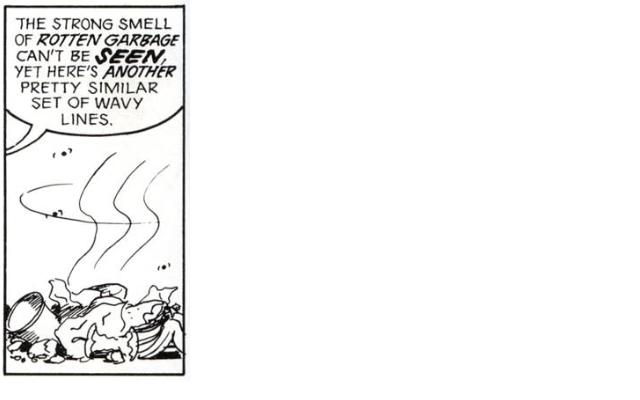 THE STRONG SMELL
OF ROTTEN GARBAGE
CAN'T BE SEEN,
YET HERE'S ANOTHER
PRETTY SIMILAR
SET OF WAVY
LINES.